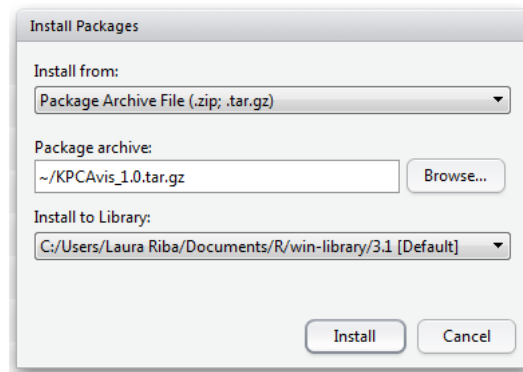 Install Packages
Install from:
Package Archive File (.zip; .tar.gz)
Package archive:
~/KPCAvis_1.0.tar.gz
Browse...
Install to Library:
C:/Users/Laura Riba/Documents/R/win-library/3.1 [Default]
Install
Cancel